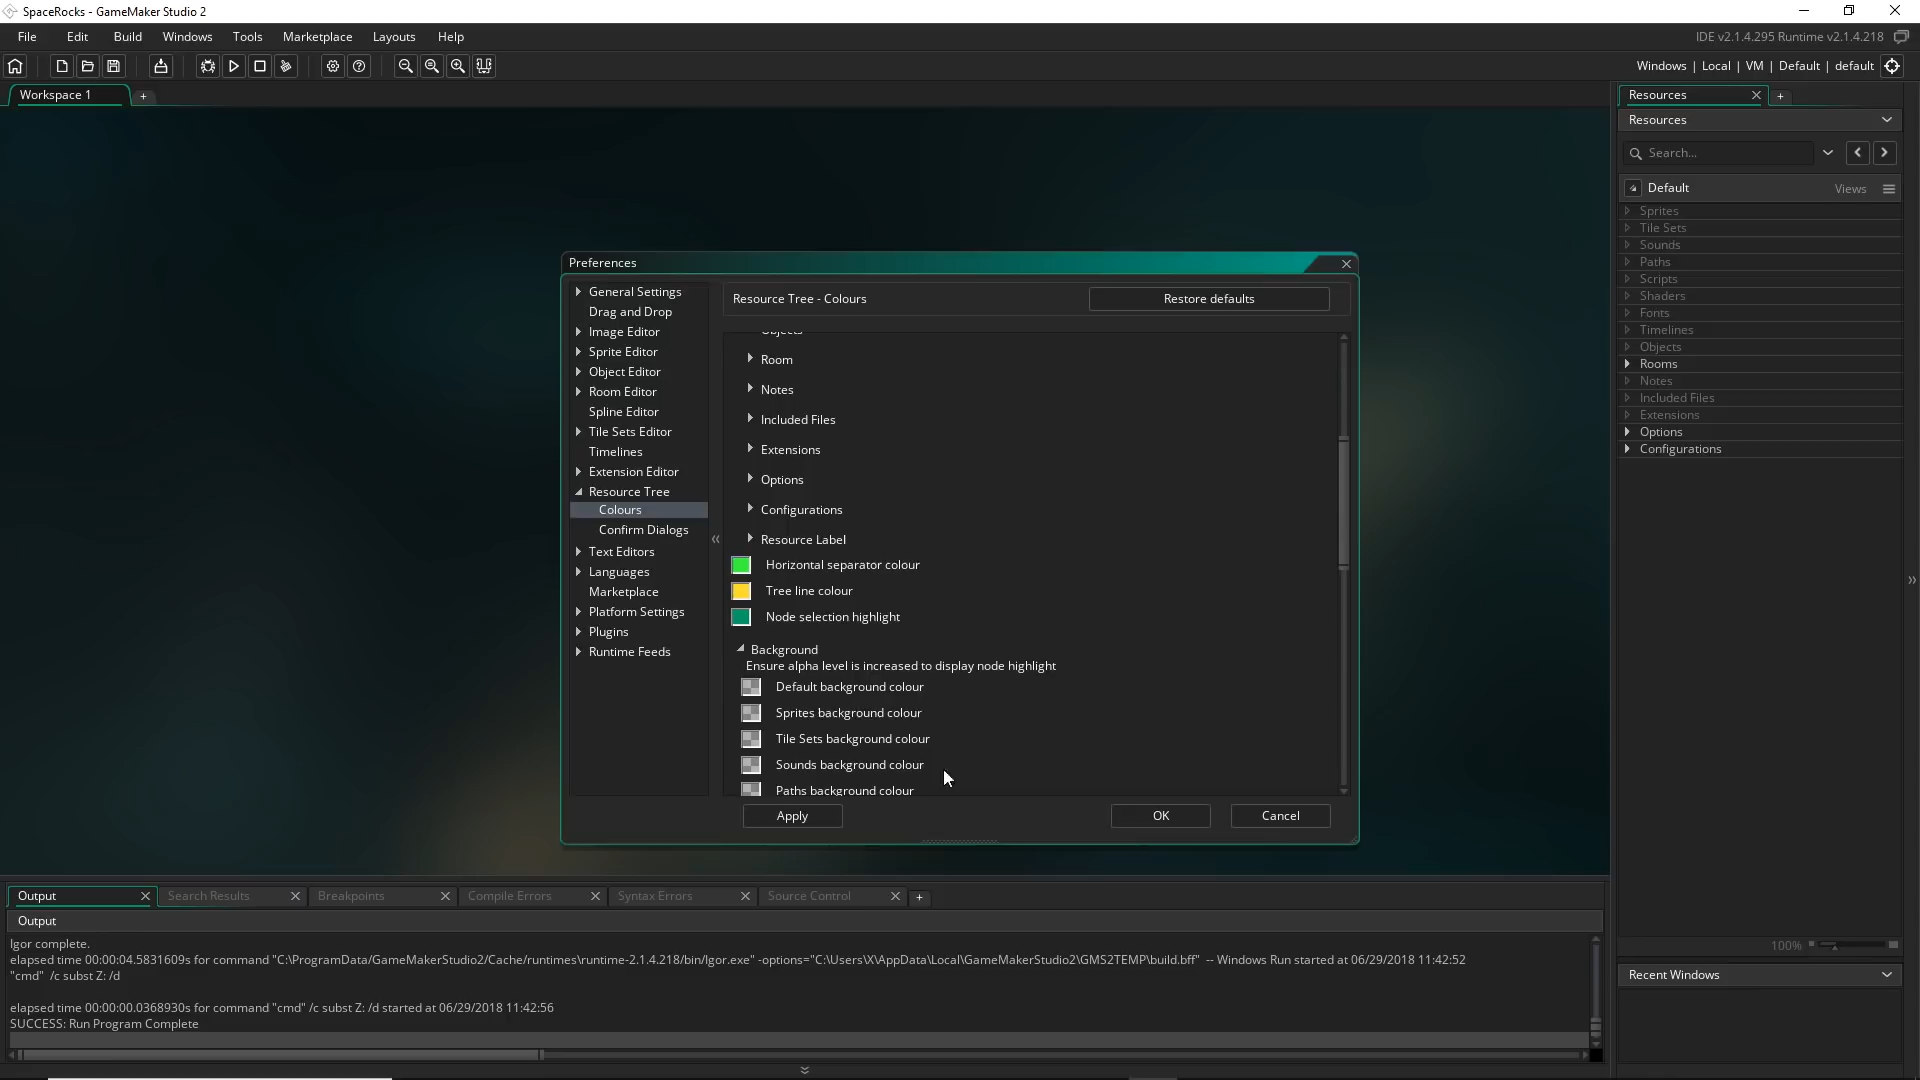 SpaceRocks - GameMaker Studio 2
File Edit Build Windows Tools Marketplace Layouts Help
IDE v2.1.4.295 Runtime v2.1.4.218
Windows | Local | VM | Default | default
Workspace 1
Resources
Resources
Search...
Default
Views
Sprites
Tile Sets
Sounds
Paths
Scripts
Shaders
Fonts
Timelines
Objects
Rooms
Notes
Included Files
Extensions
Options
Configurations
100%
Recent Windows
Preferences
General Settings
Drag and Drop
Image Editor
Sprite Editor
Object Editor
Room Editor
Spline Editor
Tile Sets Editor
Timelines
Extension Editor
Resource Tree
Colours
Confirm Dialogs
Text Editors
Languages
Marketplace
Platform Settings
Plugins
Runtime Feeds
Resource Tree - Colours
Restore defaults
Objects
Room
Notes
Included Files
Extensions
Options
Configurations
Resource Label
Horizontal separator colour
Tree line colour
Node selection highlight
Background
Ensure alpha level is increased to display node highlight
Default background colour
Sprites background colour
Tile Sets background colour
Sounds background colour
Paths background colour
Apply
OK
Cancel
Output
Search Results
Breakpoints
Compile Errors
Syntax Errors
Source Control
Output
Igor complete.
elapsed time 00:00:04.5831609s for command "C:\ProgramData/GameMakerStudio2/Cache/runtimes\runtime-2.1.4.218/bin/Igor.exe" -options="C:\Users\X\AppData\Local\GameMakerStudio2\GMS2TEMP\build.bff" -- Windows Run started at 06/29/2018 11:42:52
"cmd" /c subst Z: /d
elapsed time 00:00:00.0368930s for command "cmd" /c subst Z: /d started at 06/29/2018 11:42:56
SUCCESS: Run Program Complete